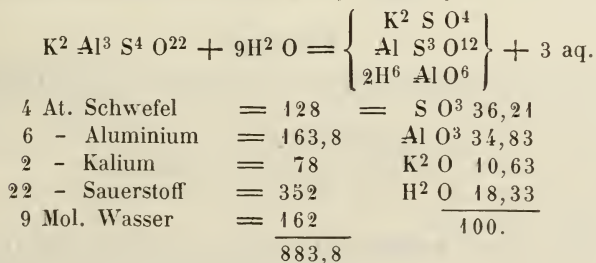 K² Al³ S⁴ O²² + 9H² O = { K² S O⁴
Al S³ O¹²
2H⁶ Al O⁶ } + 3 aq.
4 At. Schwefel = 128 = S O³ 36,21
6 - Aluminium = 163,8 Al O³ 34,83
2 - Kalium = 78 K² O 10,63
22 - Sauerstoff = 352 H² O 18,33
9 Mol. Wasser = 162 100.
883,8